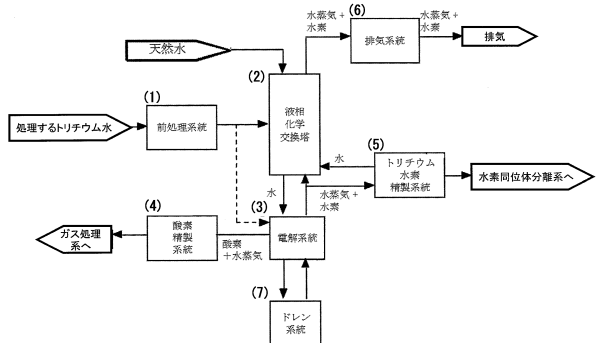 水蒸気+
水素
(6)
水蒸気+
水素
天然水
排気系統
排気
(2)
(1)
液相
化学
交換塔
処理するトリチウム水
前処理系統
(5)
水
トリチウム
水素
精製系統
水素同位体分離系へ
水
水蒸気+
水素
(3)
(4)
ガス処理
系へ
酸素
精製
系統
電解系統
酸素
+水蒸気
(7)
ドレン
系統